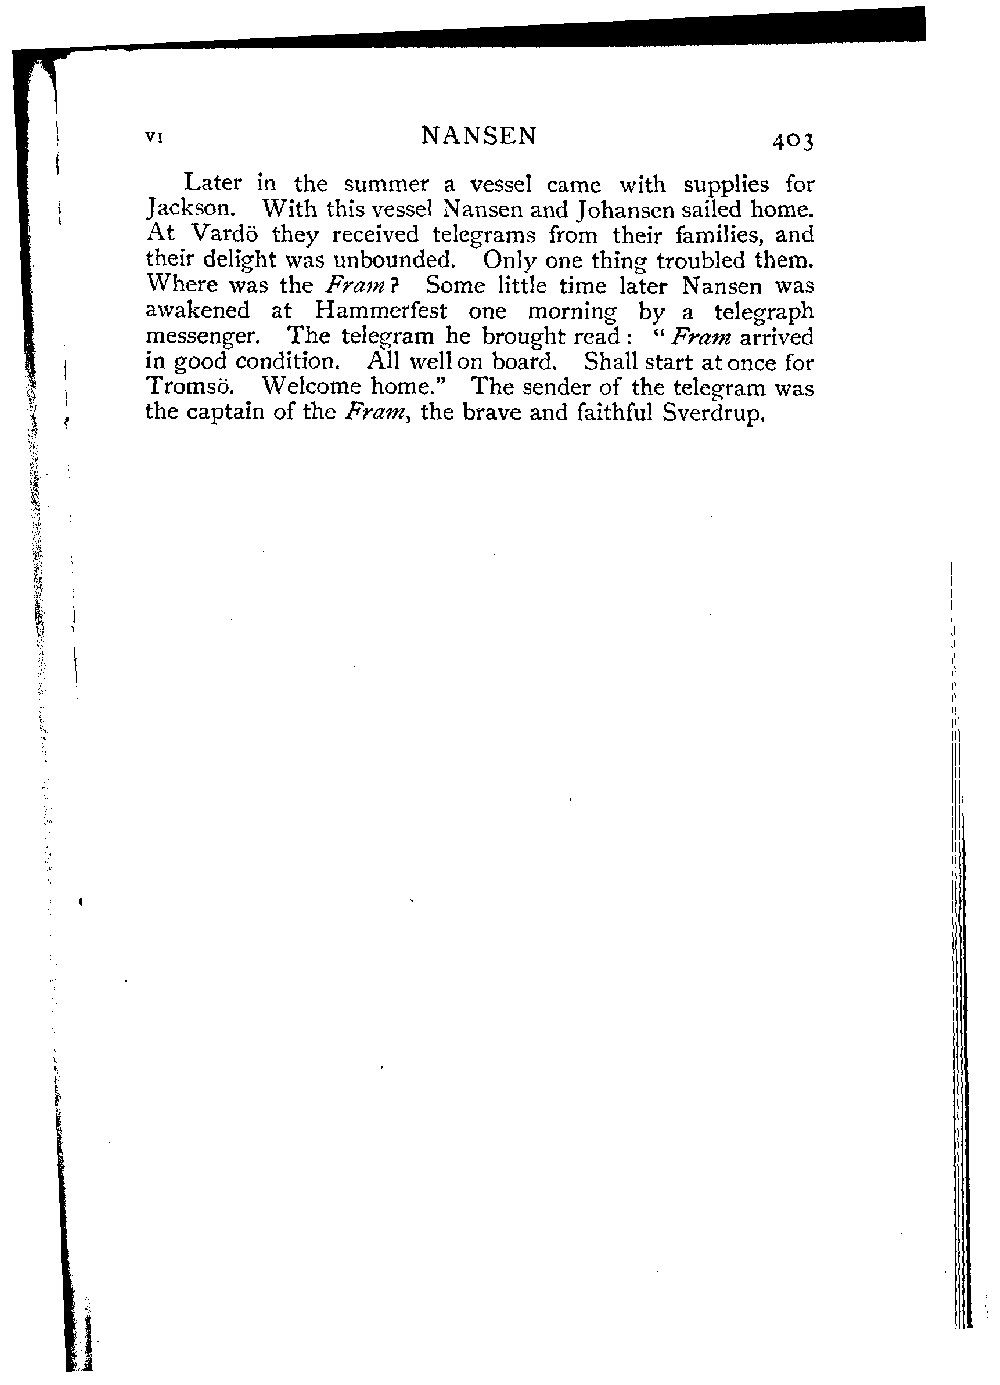 VI NANSEN 403
Later in the summer a vessel came with supplies for
Jackson. With this vessel Nansen and Johansen sailed home.
At Vardö they received telegrams from their families, and
their delight was unbounded. Only one thing troubled them.
Where was the Fram? Some little time later Nansen was
awakened at Hammerfest one morning by a telegraph
messenger. The telegram he brought read: "Fram arrived
in good condition. All well on board. Shall start at once for
Tromsö. Welcome home." The sender of the telegram was
the captain of the Fram, the brave and faithful Sverdrup.